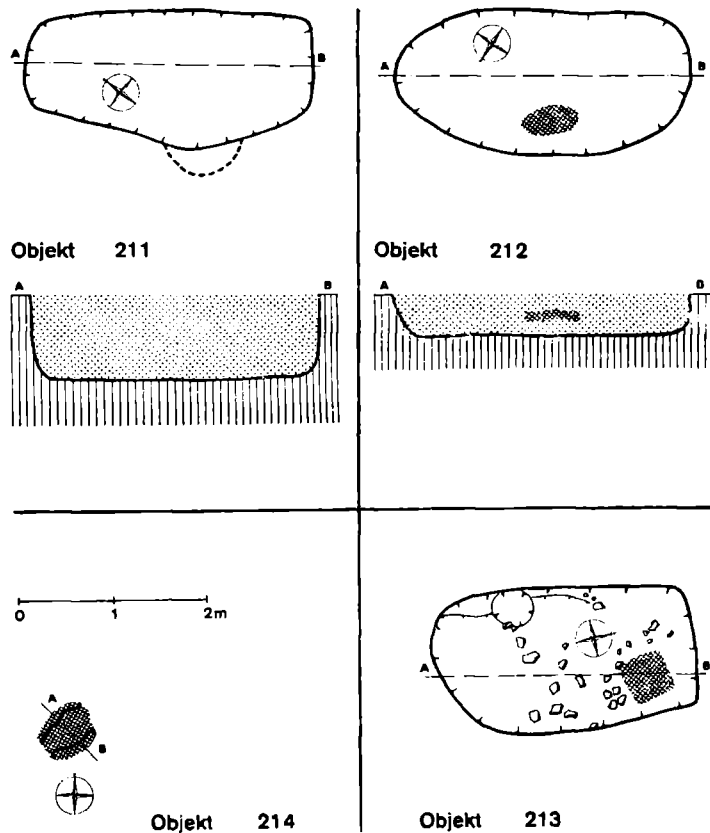 A B
A B
Objekt 211
Objekt 212
A B
A B
0 1 2m
A B
A
B
Objekt 214
Objekt 213